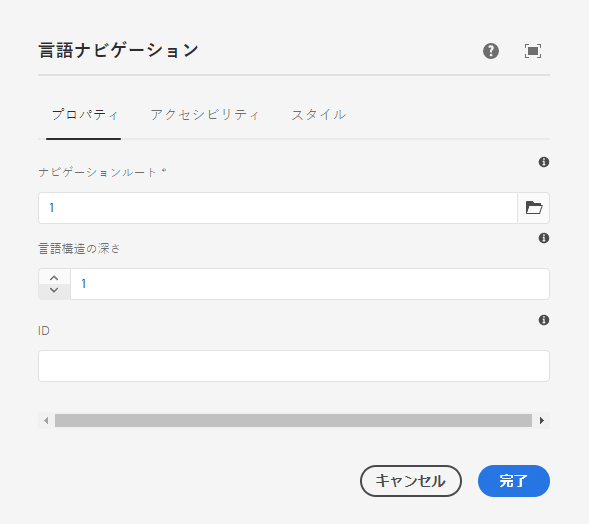 言語ナビゲーション
プロパティ アクセシビリティ スタイル
ナビゲーションルート *
1
言語構造の深さ
1
ID
キャンセル 完了